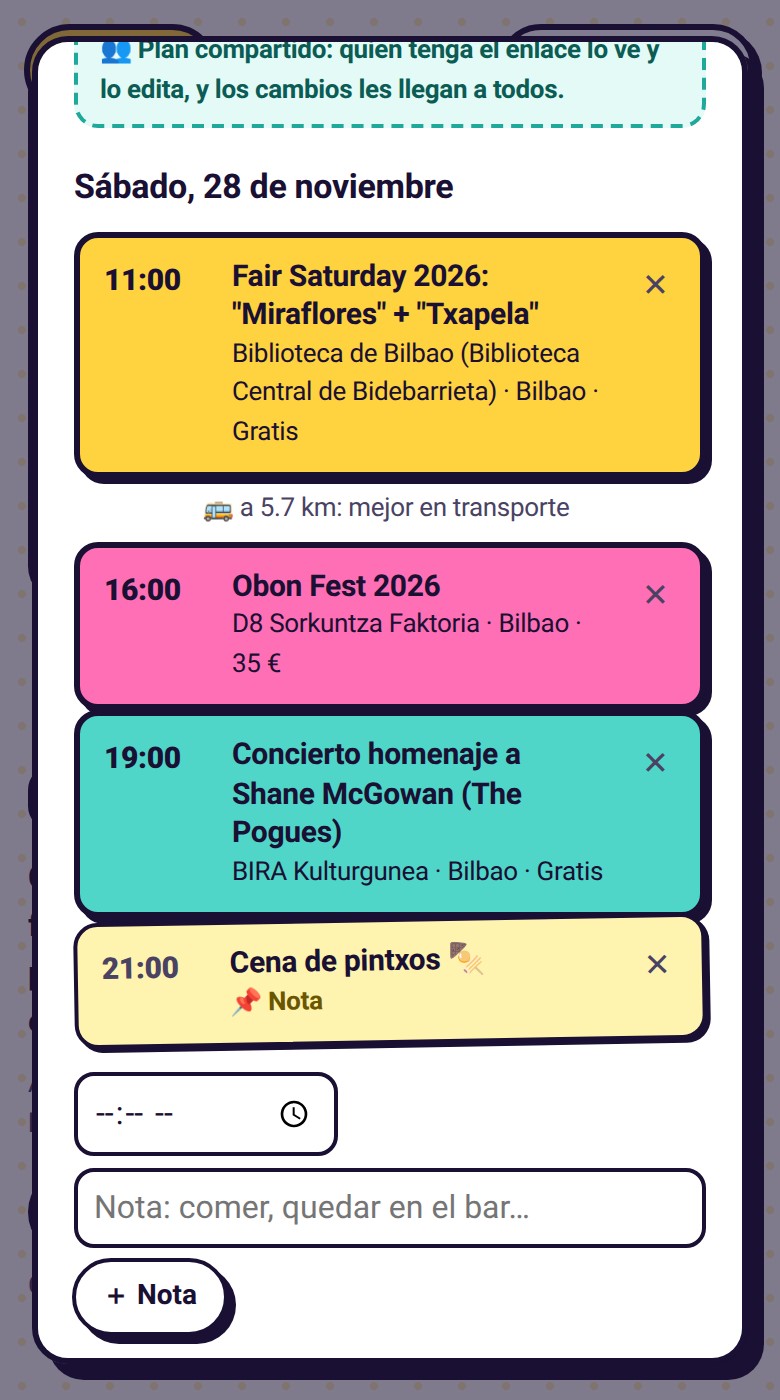 👥 Plan compartido: quien tenga el enlace lo ve y
lo edita, y los cambios les llegan a todos.
Sábado, 28 de noviembre
11:00
Fair Saturday 2026:
"Miraflores" + "Txapela"
Biblioteca de Bilbao (Biblioteca
Central de Bidebarrieta) · Bilbao ·
Gratis
🚌 a 5.7 km: mejor en transporte
16:00
Obon Fest 2026
D8 Sorkuntza Faktoria · Bilbao ·
35 €
19:00
Concierto homenaje a
Shane McGowan (The
Pogues)
BIRA Kulturgunea · Bilbao · Gratis
21:00
Cena de pintxos 🍢
📌 Nota
--:-- --
Nota: comer, quedar en el bar…
+ Nota